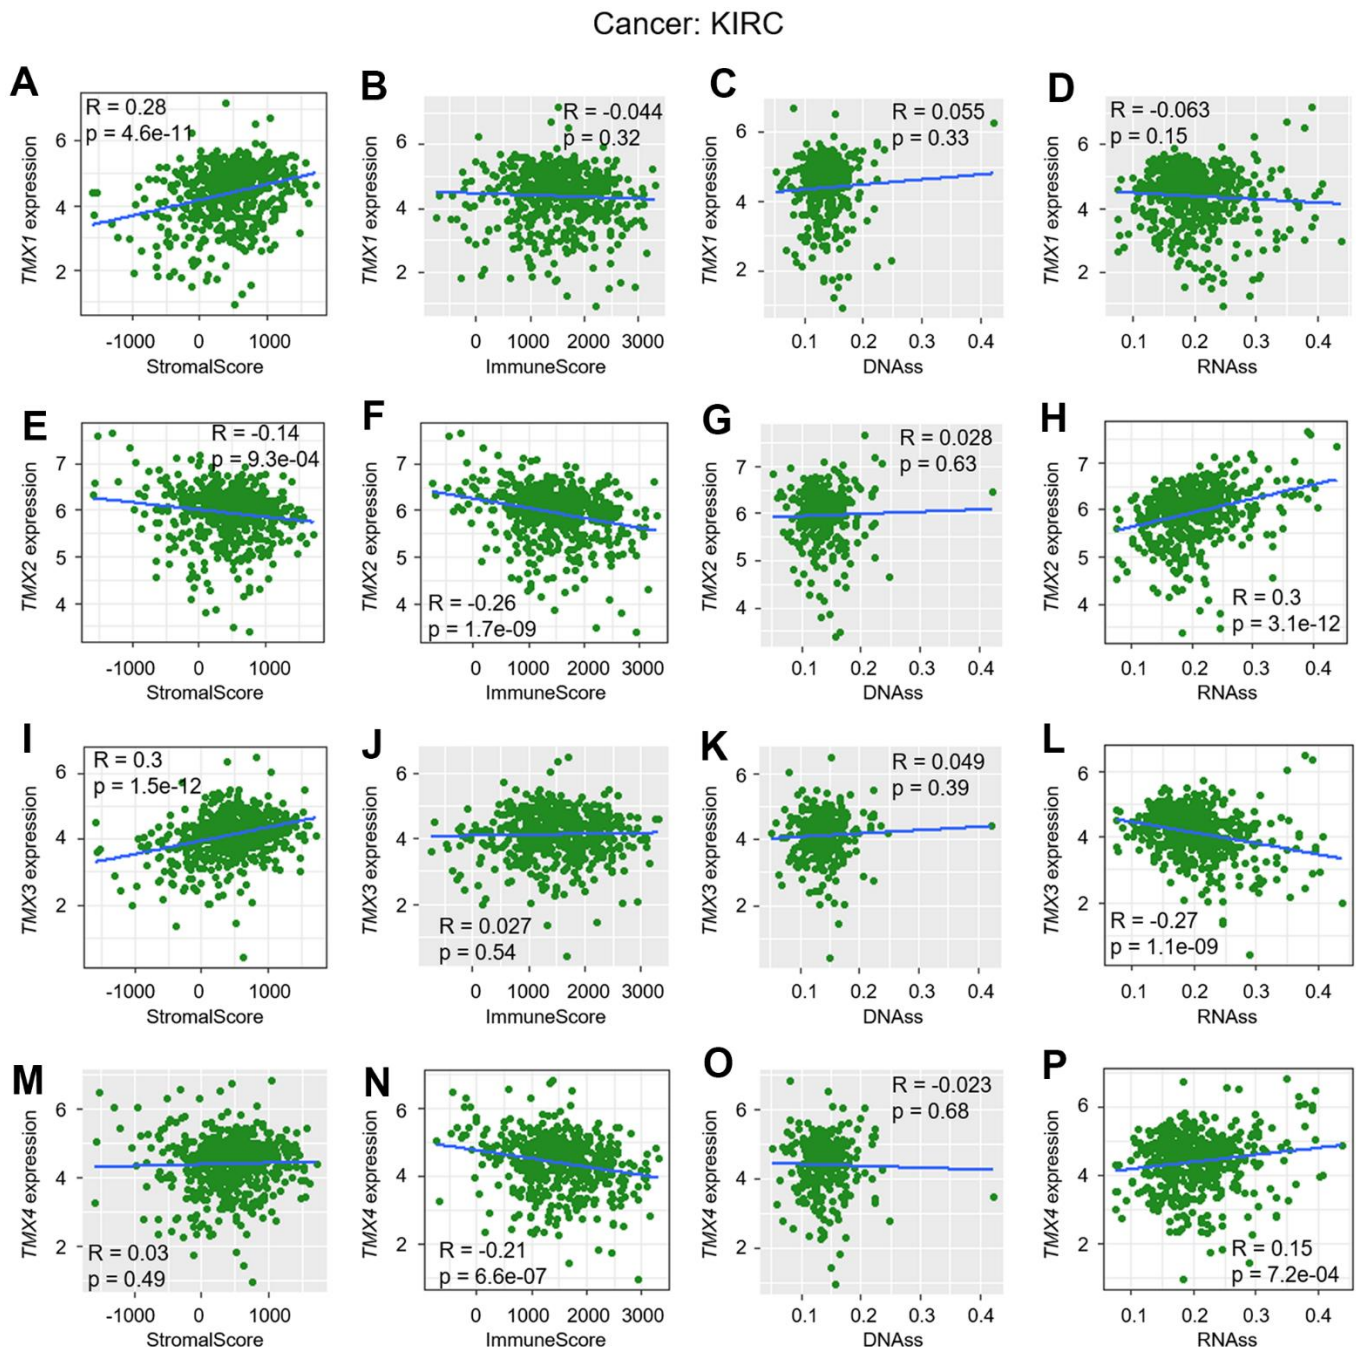 Cancer: KIRC
A
R = 0.28
p = 4.6e-11
TMX1 expression
6
4
2
-1000 0 1000
StromalScore
B
R = -0.044
p = 0.32
TMX1 expression
6
4
2
0 1000 2000 3000
ImmuneScore
C
R = 0.055
p = 0.33
TMX1 expression
6
4
2
0.1 0.2 0.3 0.4
DNAss
D
R = -0.063
p = 0.15
TMX1 expression
6
4
2
0.1 0.2 0.3 0.4
RNAss
E
R = -0.14
p = 9.3e-04
TMX2 expression
7
6
5
4
-1000 0 1000
StromalScore
F
TMX2 expression
7
6
5
4
R = -0.26
p = 1.7e-09
0 1000 2000 3000
ImmuneScore
G
R = 0.028
p = 0.63
TMX2 expression
7
6
5
4
0.1 0.2 0.3 0.4
DNAss
H
TMX2 expression
7
6
5
4
R = 0.3
p = 3.1e-12
0.1 0.2 0.3 0.4
RNAss
I
R = 0.3
p = 1.5e-12
TMX3 expression
6
4
2
-1000 0 1000
StromalScore
J
TMX3 expression
6
4
2
R = 0.027
p = 0.54
0 1000 2000 3000
ImmuneScore
K
R = 0.049
p = 0.39
TMX3 expression
6
4
2
0.1 0.2 0.3 0.4
DNAss
L
TMX3 expression
6
4
2
R = -0.27
p = 1.1e-09
0.1 0.2 0.3 0.4
RNAss
M
TMX4 expression
6
4
2
R = 0.03
p = 0.49
-1000 0 1000
StromalScore
N
TMX4 expression
6
4
2
R = -0.21
p = 6.6e-07
0 1000 2000 3000
ImmuneScore
O
R = -0.023
p = 0.68
TMX4 expression
6
4
2
0.1 0.2 0.3 0.4
DNAss
P
TMX4 expression
6
4
2
R = 0.15
p = 7.2e-04
0.1 0.2 0.3 0.4
RNAss